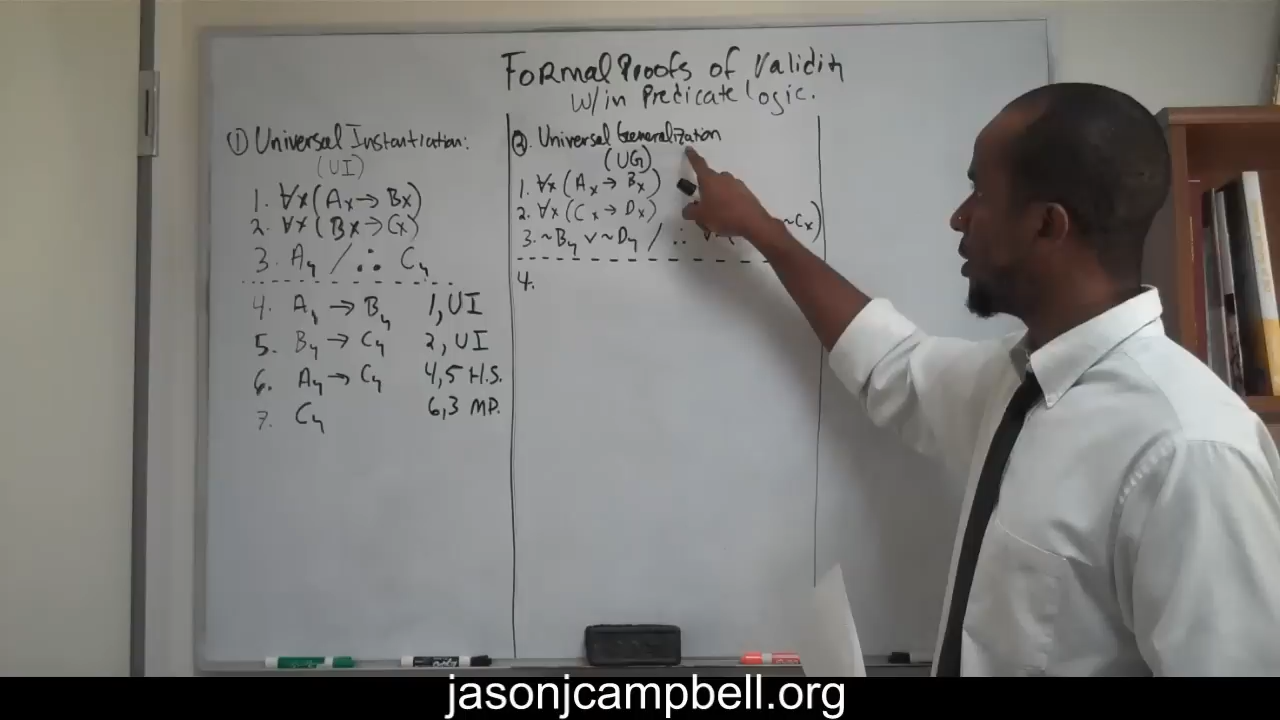 Formal Proofs of Validity
w/in Predicate Logic.
① Universal Instantiation:
(UI)
1. ∀x(Ax → Bx)
2. ∀x(Bx → Cx)
3. Ay / ∴ Cy
4. Ay → By 1, UI
5. By → Cy 2, UI
6. Ay → Cy 4,5 H.S.
7. Cy 6,3 MP.
②. Universal Generalization
(UG)
1. ∀x(Ax → Bx)
2. ∀x(Cx → Dx)
3. ~By ∨ ~Dy / ∴ ∀x( ~Cx)
4.
jasonjcampbell.org